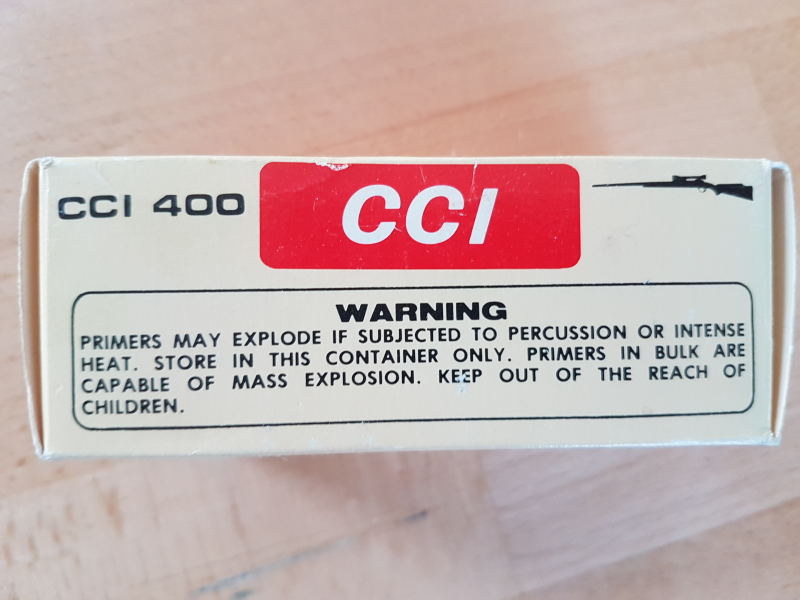 CCI 400
CCI
WARNING
PRIMERS MAY EXPLODE IF SUBJECTED TO PERCUSSION OR INTENSE
HEAT. STORE IN THIS CONTAINER ONLY. PRIMERS IN BULK ARE
CAPABLE OF MASS EXPLOSION. KEEP OUT OF THE REACH OF
CHILDREN.